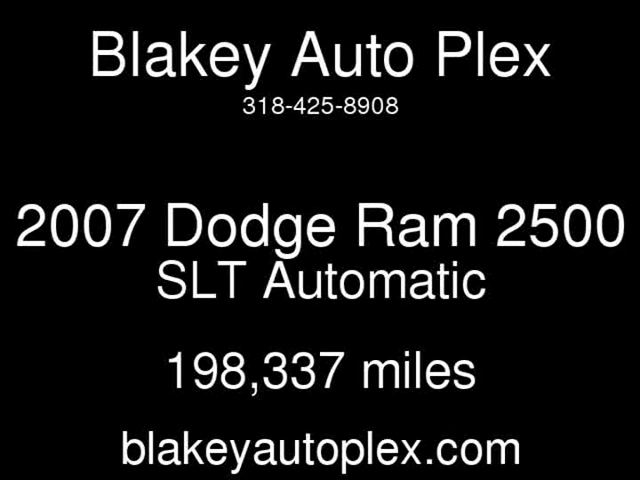 Blakey Auto Plex
318-425-8908
2007 Dodge Ram 2500
SLT Automatic
198,337 miles
blakeyautoplex.com